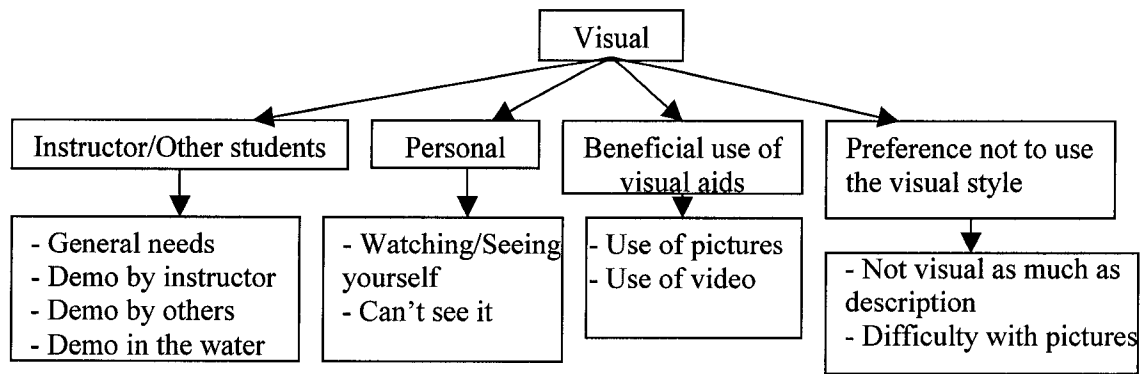 Visual
Instructor/Other students
Personal
Beneficial use of
visual aids
Preference not to use
the visual style
- General needs
- Demo by instructor
- Demo by others
- Demo in the water
- Watching/Seeing
yourself
- Can't see it
- Use of pictures
- Use of video
- Not visual as much as
description
- Difficulty with pictures